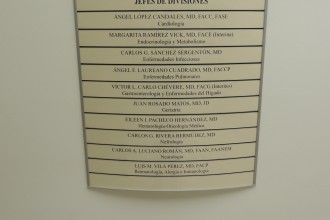 JEFES DE DIVISIONES
ÁNGEL LÓPEZ CANDALES, MD, FACC, FASE
Cardiología
MARGARITA RAMÍREZ VICK, MD, FACE (Interina)
Endocrinología y Metabolismo
CARLOS G. SÁNCHEZ SERGENTÓN, MD
Enfermedades Infecciosas
ÁNGEL F. LAUREANO CUADRADO, MD, FACCP
Enfermedades Pulmonares
VÍCTOR L. CARLO CHÉVERE, MD, FACG (Interino)
Gastroenterología y Enfermedades del Hígado
JUAN ROSADO MATOS, MD, JD
Geriatría
EILEEN I. PACHECO HERNÁNDEZ, MD
Hematología-Oncología Médica
CARLOS G. RIVERA BERMÚDEZ, MD
Nefrología
CARLOS A. LUCIANO ROMÁN, MD, FAAN, FAANEM
Neurología
LUIS M. VILÁ PÉREZ, MD, FACP
Reumatología, Alergia e Inmunología